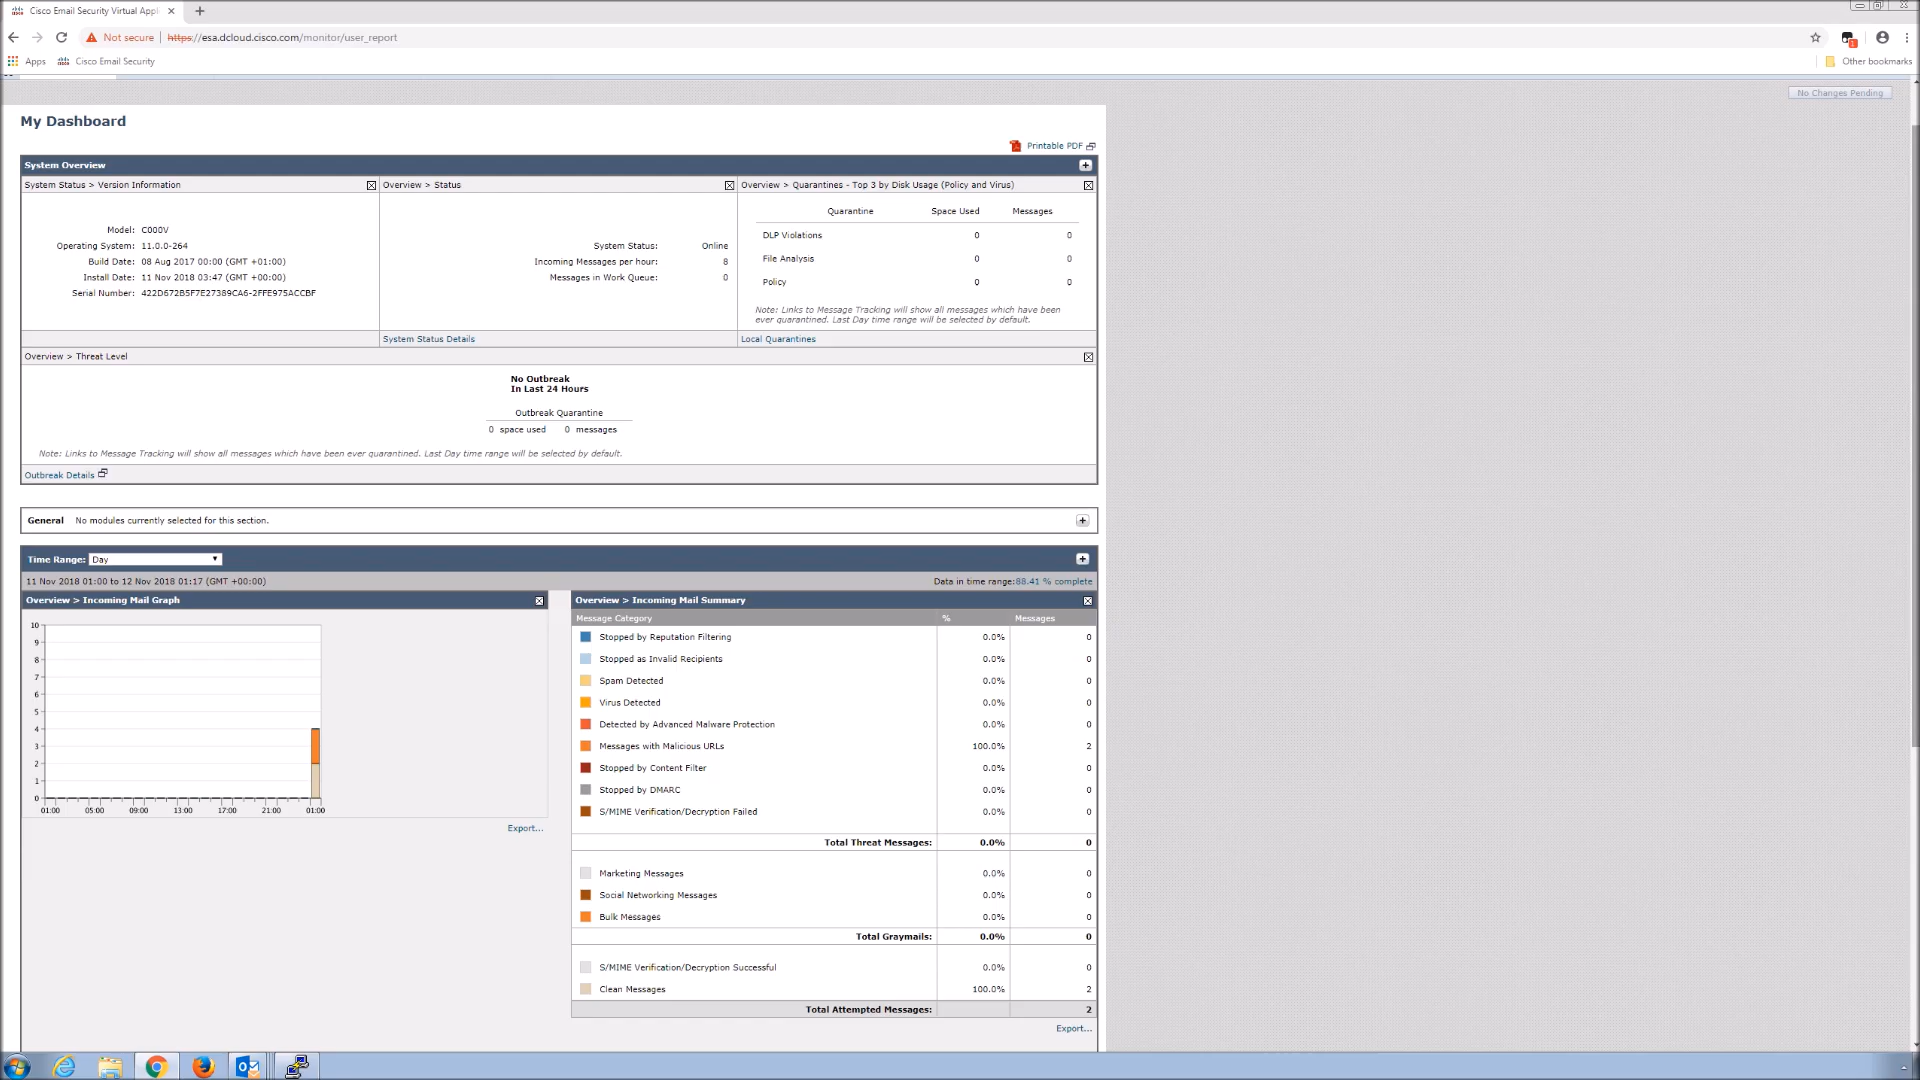 Cisco Email Security Virtual Appl
Not secure | https://esa.dcloud.cisco.com/monitor/user_report
Apps Cisco Email Security Other bookmarks
No Changes Pending
My Dashboard
Printable PDF
System Overview
System Status > Version Information
Model: C000V
Operating System: 11.0.0-264
Build Date: 08 Aug 2017 00:00 (GMT +01:00)
Install Date: 11 Nov 2018 03:47 (GMT +00:00)
Serial Number: 422D672B5F7E27389CA6-2FFE975ACCBF
Overview > Status
System Status: Online
Incoming Messages per hour: 8
Messages in Work Queue: 0
System Status Details
Overview > Quarantines - Top 3 by Disk Usage (Policy and Virus)
Quarantine Space Used Messages
DLP Violations 0 0
File Analysis 0 0
Policy 0 0
Note: Links to Message Tracking will show all messages which have been
ever quarantined. Last Day time range will be selected by default.
Local Quarantines
Overview > Threat Level
No Outbreak
In Last 24 Hours
Outbreak Quarantine
0 space used 0 messages
Note: Links to Message Tracking will show all messages which have been ever quarantined. Last Day time range will be selected by default.
Outbreak Details
General No modules currently selected for this section.
Time Range: Day
11 Nov 2018 01:00 to 12 Nov 2018 01:17 (GMT +00:00) Data in time range:88.41 % complete
Overview > Incoming Mail Graph
10
9
8
7
6
5
4
3
2
1
0
01:00 05:00 09:00 13:00 17:00 21:00 01:00
Export...
Overview > Incoming Mail Summary
Message Category % Messages
Stopped by Reputation Filtering 0.0% 0
Stopped as Invalid Recipients 0.0% 0
Spam Detected 0.0% 0
Virus Detected 0.0% 0
Detected by Advanced Malware Protection 0.0% 0
Messages with Malicious URLs 100.0% 2
Stopped by Content Filter 0.0% 0
Stopped by DMARC 0.0% 0
S/MIME Verification/Decryption Failed 0.0% 0
Total Threat Messages: 0.0% 0
Marketing Messages 0.0% 0
Social Networking Messages 0.0% 0
Bulk Messages 0.0% 0
Total Graymails: 0.0% 0
S/MIME Verification/Decryption Successful 0.0% 0
Clean Messages 100.0% 2
Total Attempted Messages: 2
Export...